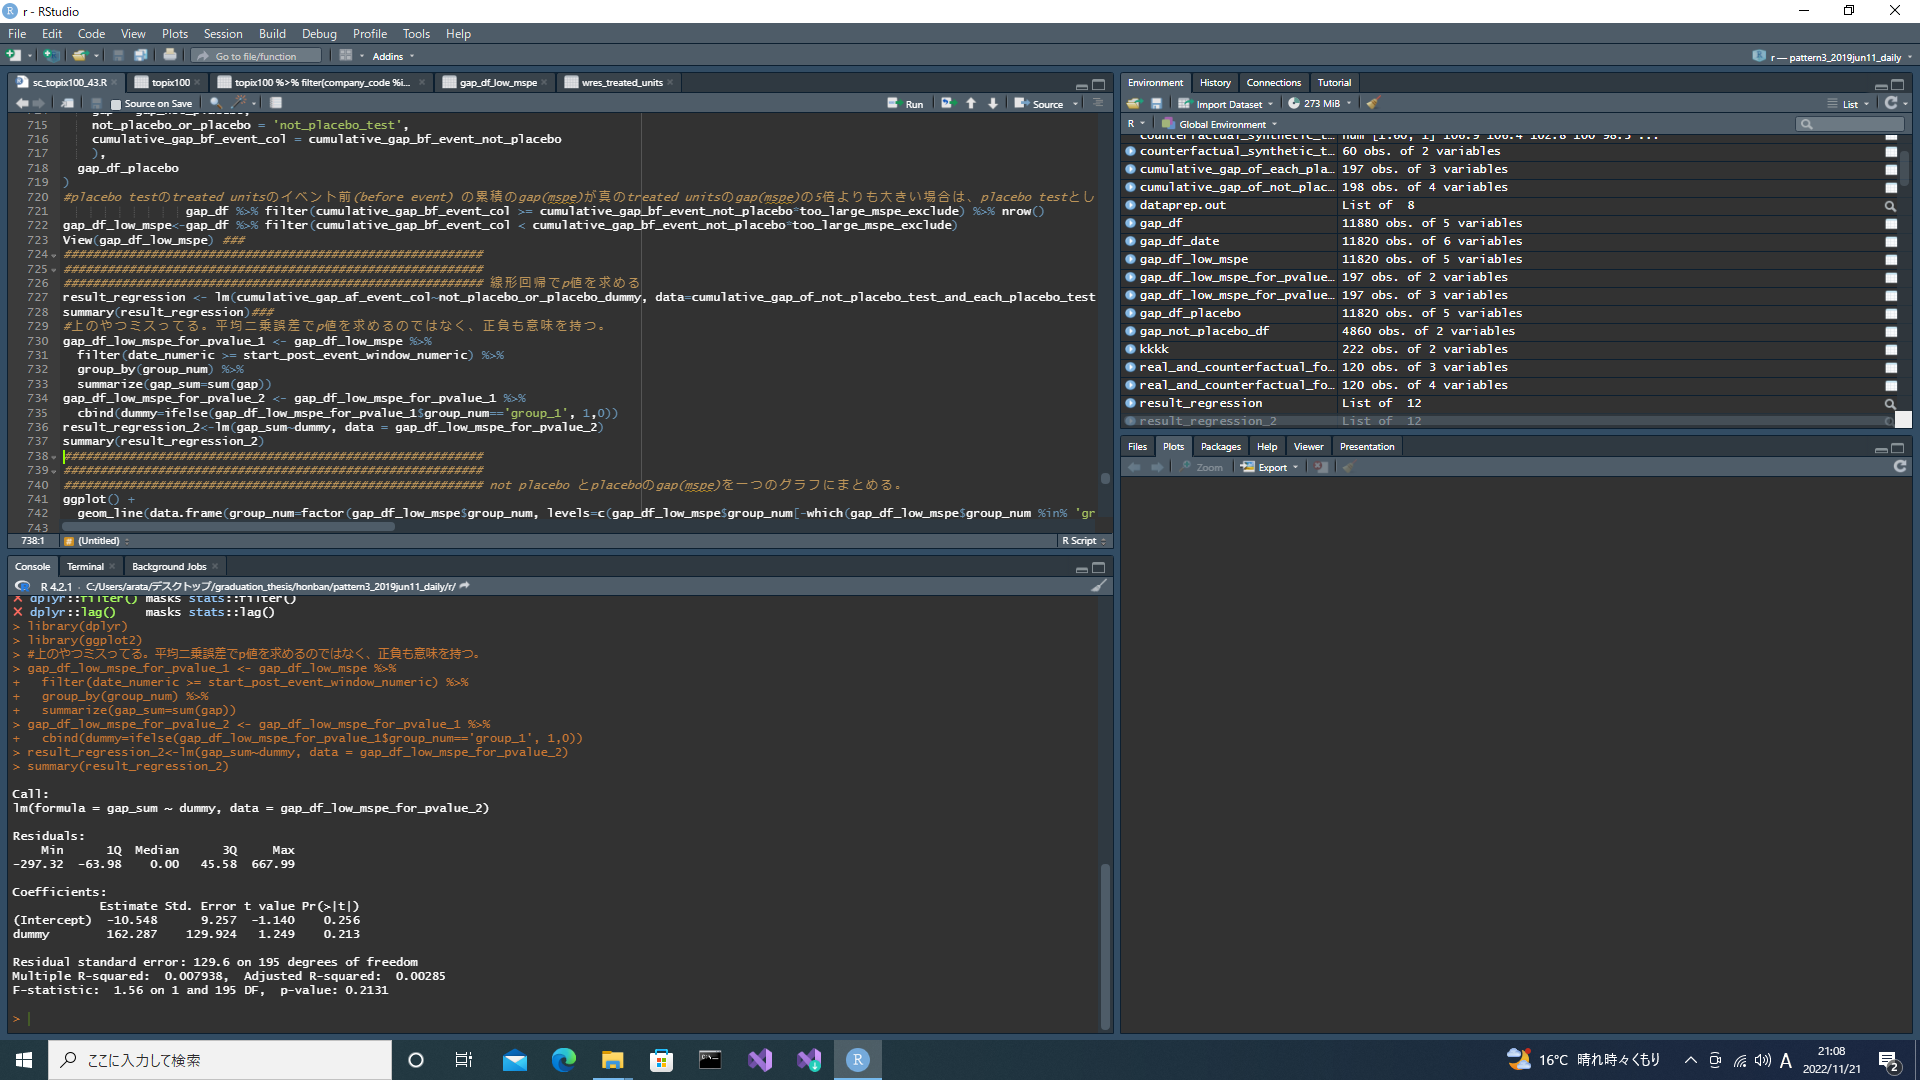 r - RStudio
File Edit Code View Plots Session Build Debug Profile Tools Help
Go to file/function Addins r — pattern3_2019jun11_daily
sc_topix100_43.R topix100 topix100 %>% filter(company_code %i... gap_df_low_mspe wres_treated_units
Source on Save Run Source
715 not_placebo_or_placebo = 'not_placebo_test',
716 cumulative_gap_bf_event_col = cumulative_gap_bf_event_not_placebo
717 ),
718 gap_df_placebo
719 )
720 #placebo testのtreated unitsのイベント前(before event) の累積のgap(mspe)が真のtreated unitsのgap(mspe)の5倍よりも大きい場合は、placebo testとし
721 gap_df %>% filter(cumulative_gap_bf_event_col >= cumulative_gap_bf_event_not_placebo*too_large_mspe_exclude) %>% nrow()
722 gap_df_low_mspe<-gap_df %>% filter(cumulative_gap_bf_event_col < cumulative_gap_bf_event_not_placebo*too_large_mspe_exclude)
723 View(gap_df_low_mspe) ###
724 ##########################################################
725 ##########################################################
726 ########################################################## 線形回帰でp値を求める
727 result_regression <- lm(cumulative_gap_af_event_col~not_placebo_or_placebo_dummy, data=cumulative_gap_of_not_placebo_test_and_each_placebo_test
728 summary(result_regression)###
729 #上のやつミスってる。平均二乗誤差でp値を求めるのではなく、正負も意味を持つ。
730 gap_df_low_mspe_for_pvalue_1 <- gap_df_low_mspe %>%
731 filter(date_numeric >= start_post_event_window_numeric) %>%
732 group_by(group_num) %>%
733 summarize(gap_sum=sum(gap))
734 gap_df_low_mspe_for_pvalue_2 <- gap_df_low_mspe_for_pvalue_1 %>%
735 cbind(dummy=ifelse(gap_df_low_mspe_for_pvalue_1$group_num=='group_1', 1,0))
736 result_regression_2<-lm(gap_sum~dummy, data = gap_df_low_mspe_for_pvalue_2)
737 summary(result_regression_2)
738 ##########################################################
739 ##########################################################
740 ########################################################## not placebo とplaceboのgap(mspe)を一つのグラフにまとめる。
741 ggplot() +
742 geom_line(data.frame(group_num=factor(gap_df_low_mspe$group_num, levels=c(gap_df_low_mspe$group_num[-which(gap_df_low_mspe$group_num %in% 'gr
743
738:1 (Untitled) R Script
Console Terminal Background Jobs
R 4.2.1 · C:/Users/arata/デスクトップ/graduation_thesis/honban/pattern3_2019jun11_daily/r/
✕ dplyr::filter() masks stats::filter()
✕ dplyr::lag() masks stats::lag()
> library(dplyr)
> library(ggplot2)
> #上のやつミスってる。平均二乗誤差でp値を求めるのではなく、正負も意味を持つ。
> gap_df_low_mspe_for_pvalue_1 <- gap_df_low_mspe %>%
+ filter(date_numeric >= start_post_event_window_numeric) %>%
+ group_by(group_num) %>%
+ summarize(gap_sum=sum(gap))
> gap_df_low_mspe_for_pvalue_2 <- gap_df_low_mspe_for_pvalue_1 %>%
+ cbind(dummy=ifelse(gap_df_low_mspe_for_pvalue_1$group_num=='group_1', 1,0))
> result_regression_2<-lm(gap_sum~dummy, data = gap_df_low_mspe_for_pvalue_2)
> summary(result_regression_2)
Call:
lm(formula = gap_sum ~ dummy, data = gap_df_low_mspe_for_pvalue_2)
Residuals:
Min 1Q Median 3Q Max
-297.32 -63.98 0.00 45.58 667.99
Coefficients:
Estimate Std. Error t value Pr(>|t|)
(Intercept) -10.548 9.257 -1.140 0.256
dummy 162.287 129.924 1.249 0.213
Residual standard error: 129.6 on 195 degrees of freedom
Multiple R-squared: 0.007938, Adjusted R-squared: 0.00285
F-statistic: 1.56 on 1 and 195 DF, p-value: 0.2131
>
Environment History Connections Tutorial
Import Dataset 273 MiB List
R Global Environment
counterfactual_synthetic_t... 60 obs. of 2 variables
cumulative_gap_of_each_pla... 197 obs. of 3 variables
cumulative_gap_of_not_plac... 198 obs. of 4 variables
dataprep.out List of 8
gap_df 11880 obs. of 5 variables
gap_df_date 11820 obs. of 6 variables
gap_df_low_mspe 11820 obs. of 5 variables
gap_df_low_mspe_for_pvalue... 197 obs. of 2 variables
gap_df_low_mspe_for_pvalue... 197 obs. of 3 variables
gap_df_placebo 11820 obs. of 5 variables
gap_not_placebo_df 4860 obs. of 2 variables
kkkk 222 obs. of 2 variables
real_and_counterfactual_fo... 120 obs. of 3 variables
real_and_counterfactual_fo... 120 obs. of 4 variables
result_regression List of 12
result_regression_2 List of 12
Files Plots Packages Help Viewer Presentation
Zoom Export
ここに入力して検索
16°C 晴れ時々くもり
A
21:08
2022/11/21
2